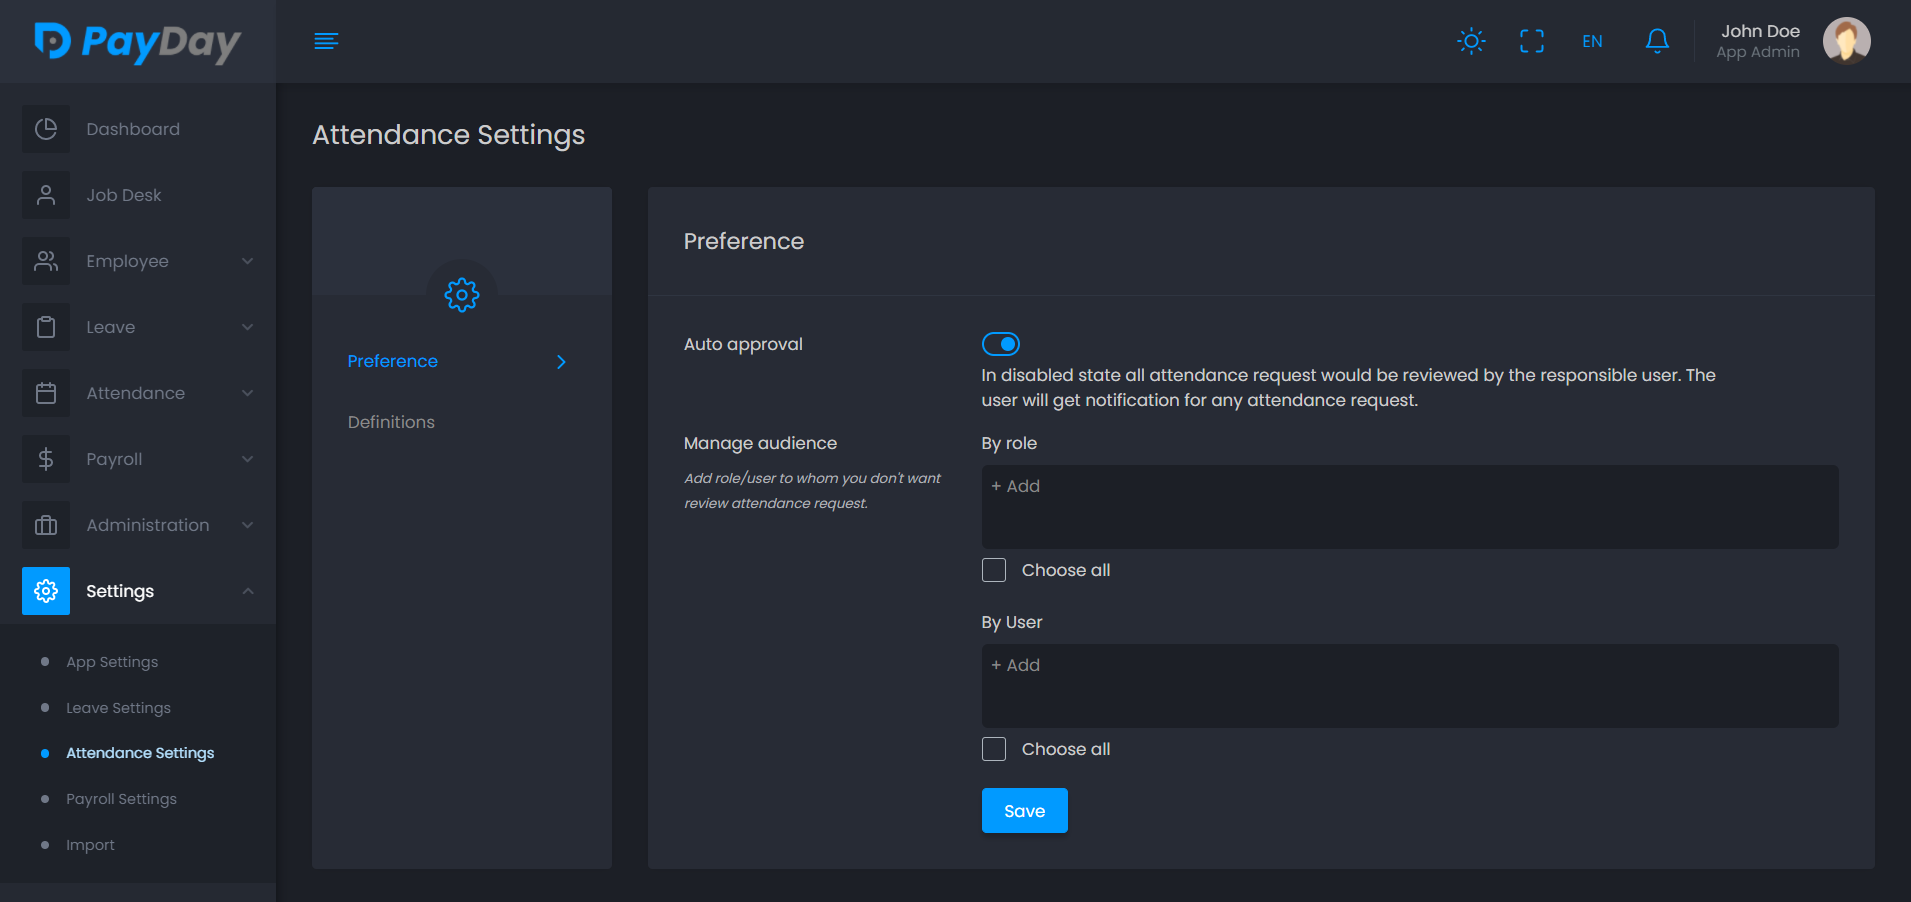 PayDay
EN
John Doe
App Admin
Dashboard
Job Desk
Employee
Leave
Attendance
Payroll
Administration
Settings
App Settings
Leave Settings
Attendance Settings
Payroll Settings
Import
Attendance Settings
Preference
Definitions
Preference
Auto approval
In disabled state all attendance request would be reviewed by the responsible user. The
user will get notification for any attendance request.
Manage audience
Add role/user to whom you don't want
review attendance request.
By role
+ Add
Choose all
By User
+ Add
Choose all
Save